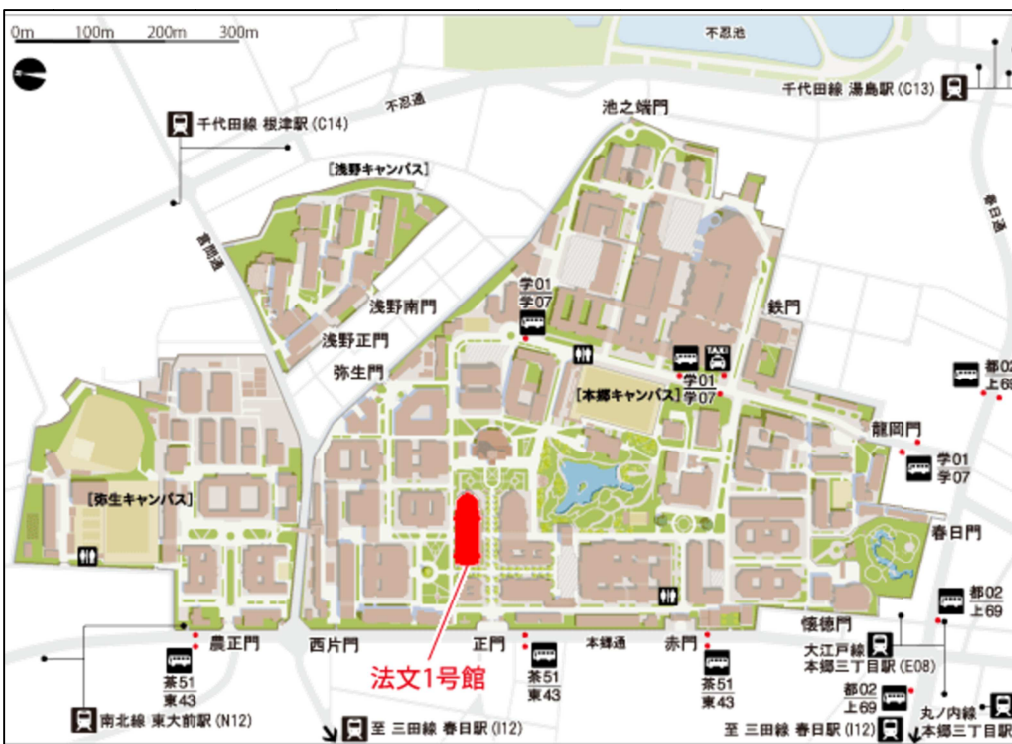 0m 100m 200m 300m
不忍池
千代田線 湯島駅(C13)
不忍通
池之端門
千代田線 根津駅(C14)
[浅野キャンパス]
春日通
言問通
学01
学07
浅野南門
鉄門
浅野正門
TAXI
弥生門
学01
学07
[本郷キャンパス]
都02
上69
龍岡門
学01
学07
[弥生キャンパス]
春日門
都02
上69
懐徳門
農正門
西片門
正門
本郷通
赤門
大江戸線
本郷三丁目駅(E08)
法文1号館
茶51
東43
茶51
東43
茶51
東43
都02
上69
丸ノ内線
本郷三丁目駅
南北線 東大前駅(N12)
至 三田線 春日駅(I12)
至 三田線 春日駅(I12)